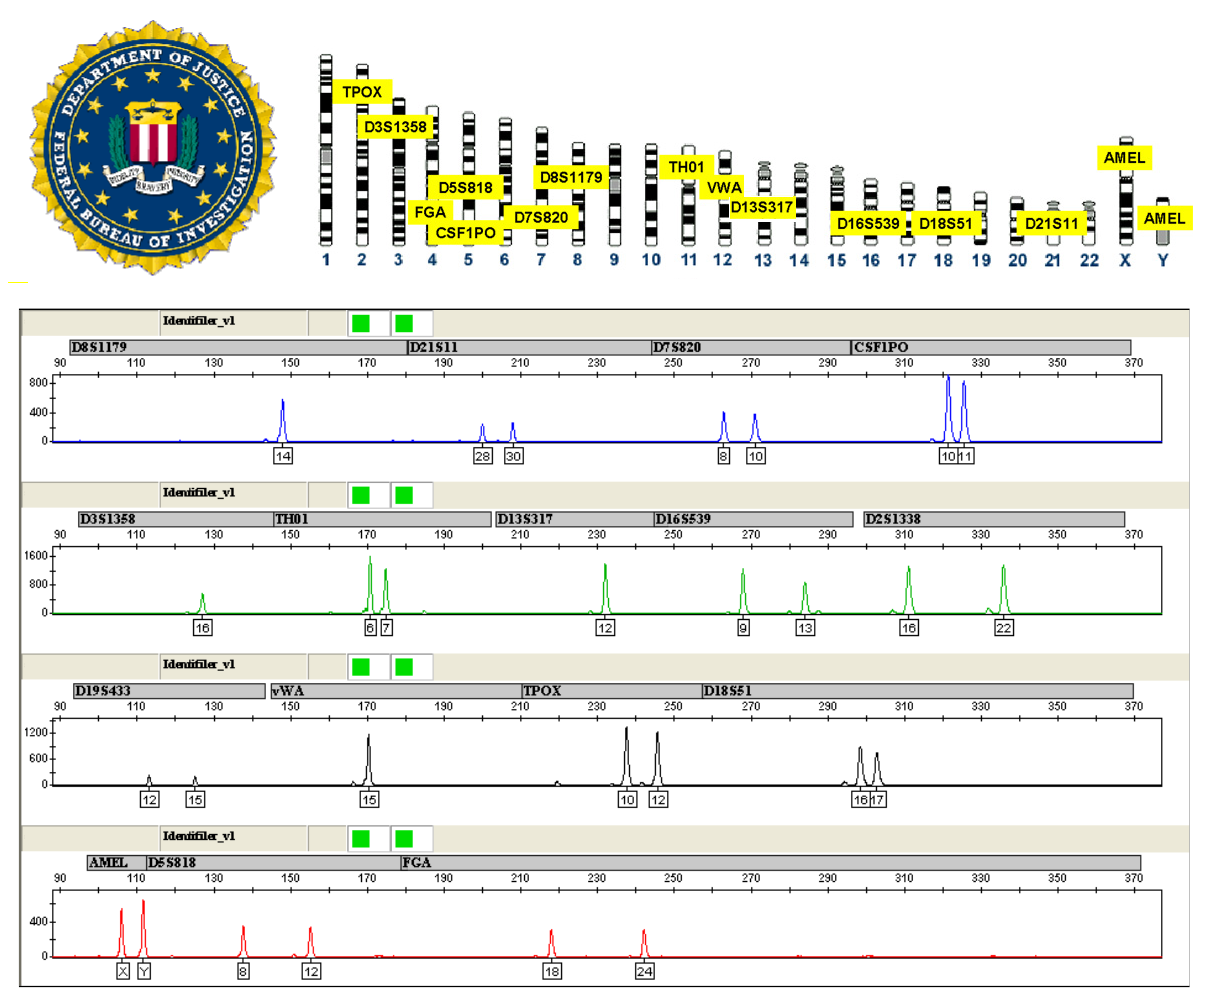 DEPARTMENT OF JUSTICE
FEDERAL BUREAU OF INVESTIGATION
FIDELITY BRAVERY INTEGRITY
TPOX
D3S1358
AMEL
TH01
D8S1179
D5S818
VWA
D13S317
FGA
D7S820
CSF1PO
D16S539
D18S51
D21S11
AMEL
1 2 3 4 5 6 7 8 9 10 11 12 13 14 15 16 17 18 19 20 21 22 X Y
Identifiler_v1
D8S1179 D21S11 D7S820 CSF1PO
90 110 130 150 170 190 210 230 250 270 290 310 330 350 370
800
400
0
14 28 30 8 10 10 11
Identifiler_v1
D3S1358 TH01 D13S317 D16S539 D2S1338
90 110 130 150 170 190 210 230 250 270 290 310 330 350 370
1600
800
0
16 6 7 12 9 13 16 22
Identifiler_v1
D19S433 vWA TPOX D18S51
90 110 130 150 170 190 210 230 250 270 290 310 330 350 370
1200
600
0
12 15 15 10 12 16 17
Identifiler_v1
AMEL D5S818 FGA
90 110 130 150 170 190 210 230 250 270 290 310 330 350 370
400
0
X Y 8 12 18 24